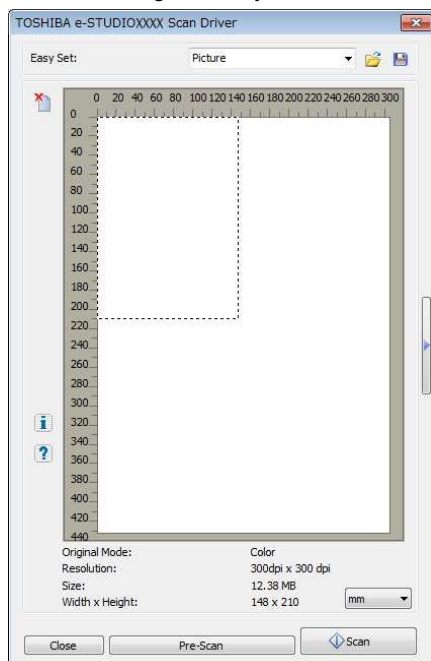 TOSHIBA e-STUDIOXXXX Scan Driver
Easy Set: Picture
0 20 40 60 80 100 120 140 160 180 200 220 240 260 280 300
0
20
40
60
80
100
120
140
160
180
200
220
240
260
280
300
320
340
360
380
400
420
440
Original Mode: Color
Resolution: 300dpi x 300 dpi
Size: 12.38 MB
Width x Height: 148 x 210 mm
Close Pre-Scan Scan